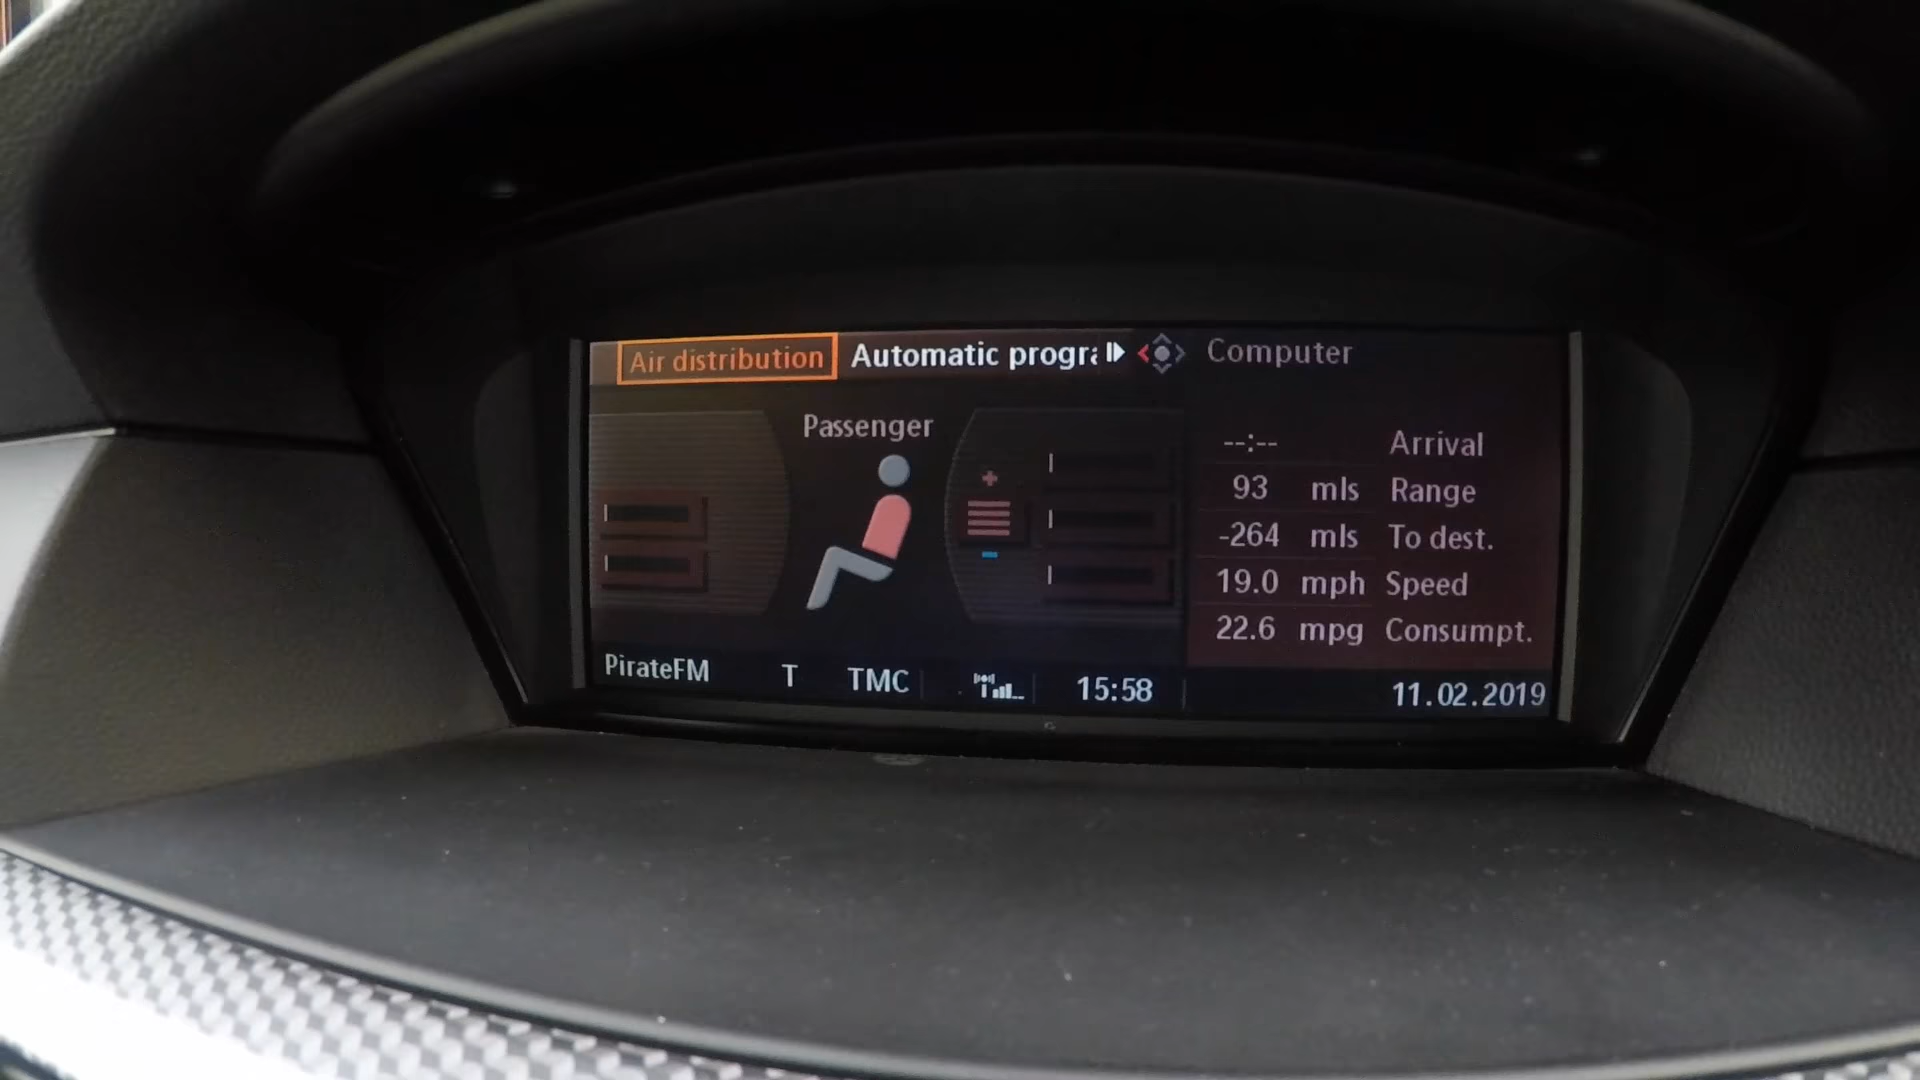 Air distribution Automatic progra
Computer
Passenger
--:-- Arrival
93 mls Range
-264 mls To dest.
19.0 mph Speed
22.6 mpg Consumpt.
PirateFM T TMC 15:58 11.02.2019